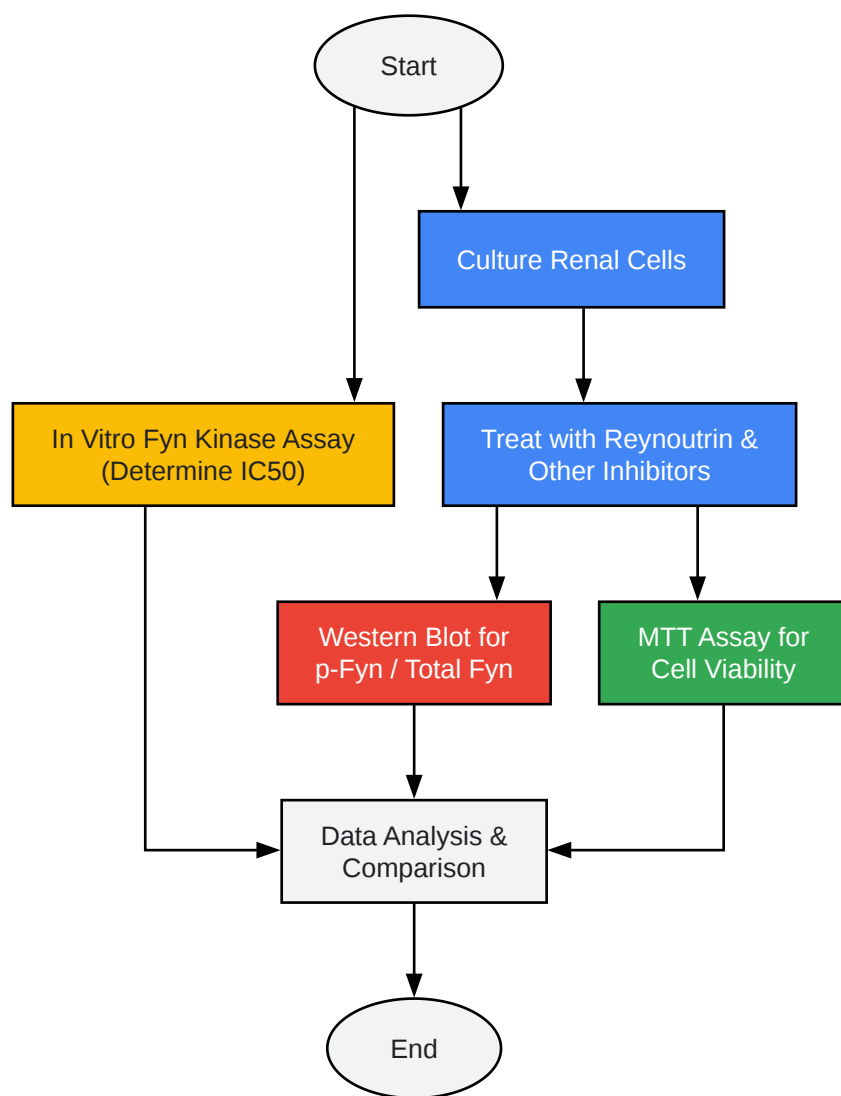 Start
Culture Renal Cells
In Vitro Fyn Kinase Assay
(Determine IC50)
Treat with Reynoutrin &
Other Inhibitors
Western Blot for
p-Fyn / Total Fyn
MTT Assay for
Cell Viability
Data Analysis &
Comparison
End